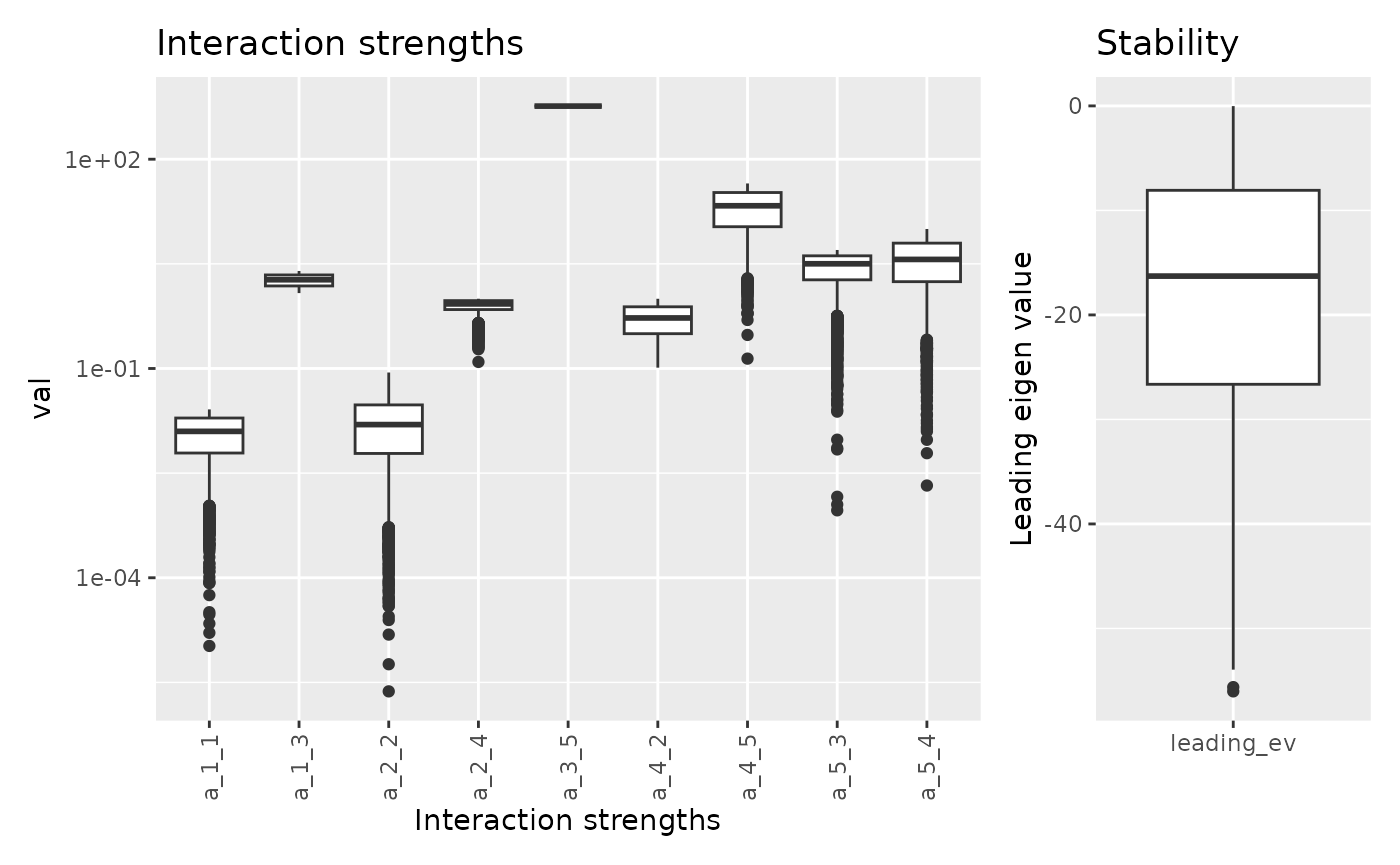 Interaction strengths
val
1e+02
1e-01
1e-04
a_1_1
a_1_3
a_2_2
a_2_4
a_3_5
a_4_2
a_4_5
a_5_3
a_5_4
Interaction strengths
Stability
Leading eigen value
0
-20
-40
leading_ev